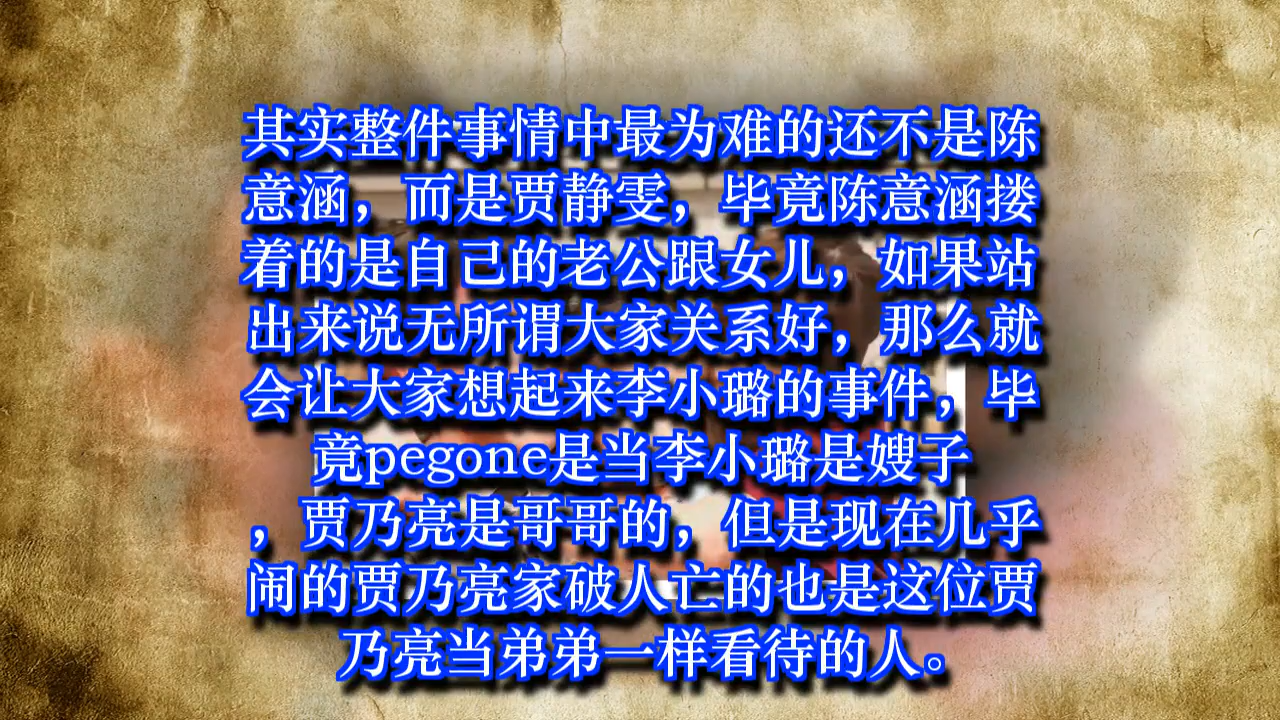 其实整件事情中最为难的还不是陈
意涵，而是贾静雯，毕竟陈意涵搂
着的是自己的老公跟女儿，如果站
出来说无所谓大家关系好，那么就
会让大家想起来李小璐的事件，毕
竟pegone是当李小璐是嫂子
，贾乃亮是哥哥的，但是现在几乎
闹的贾乃亮家破人亡的也是这位贾
乃亮当弟弟一样看待的人。